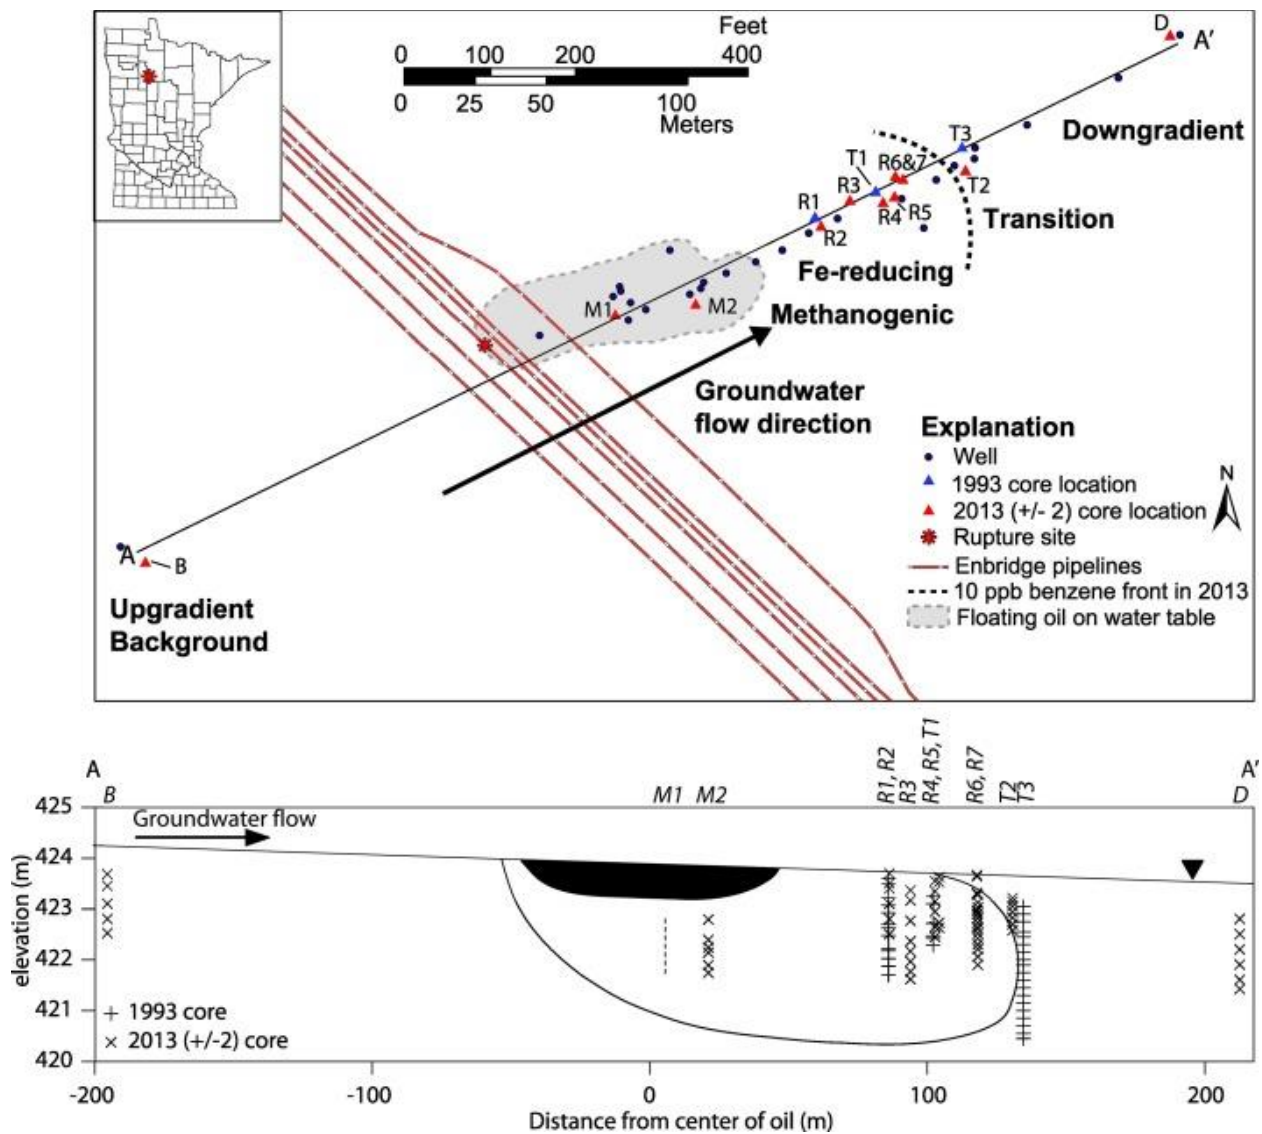 Feet
0 100 200 400
0 25 50 100
Meters
D
A'
Downgradient
T3
T1 R6&7
R3
T2
R1
R4 R5
Transition
R2
Fe-reducing
M1 M2
Methanogenic
Groundwater
flow direction
Explanation
Well
N
1993 core location
2013 (+/- 2) core location
Rupture site
A
B
Enbridge pipelines
10 ppb benzene front in 2013
Floating oil on water table
Upgradient
Background
A
A'
B
M1 M2
R1, R2
R3
R4, R5, T1
R6, R7
T2
T3
D
425
Groundwater flow
424
423
elevation (m)
422
421
1993 core
2013 (+/-2) core
420
-200 -100 0 100 200
Distance from center of oil (m)